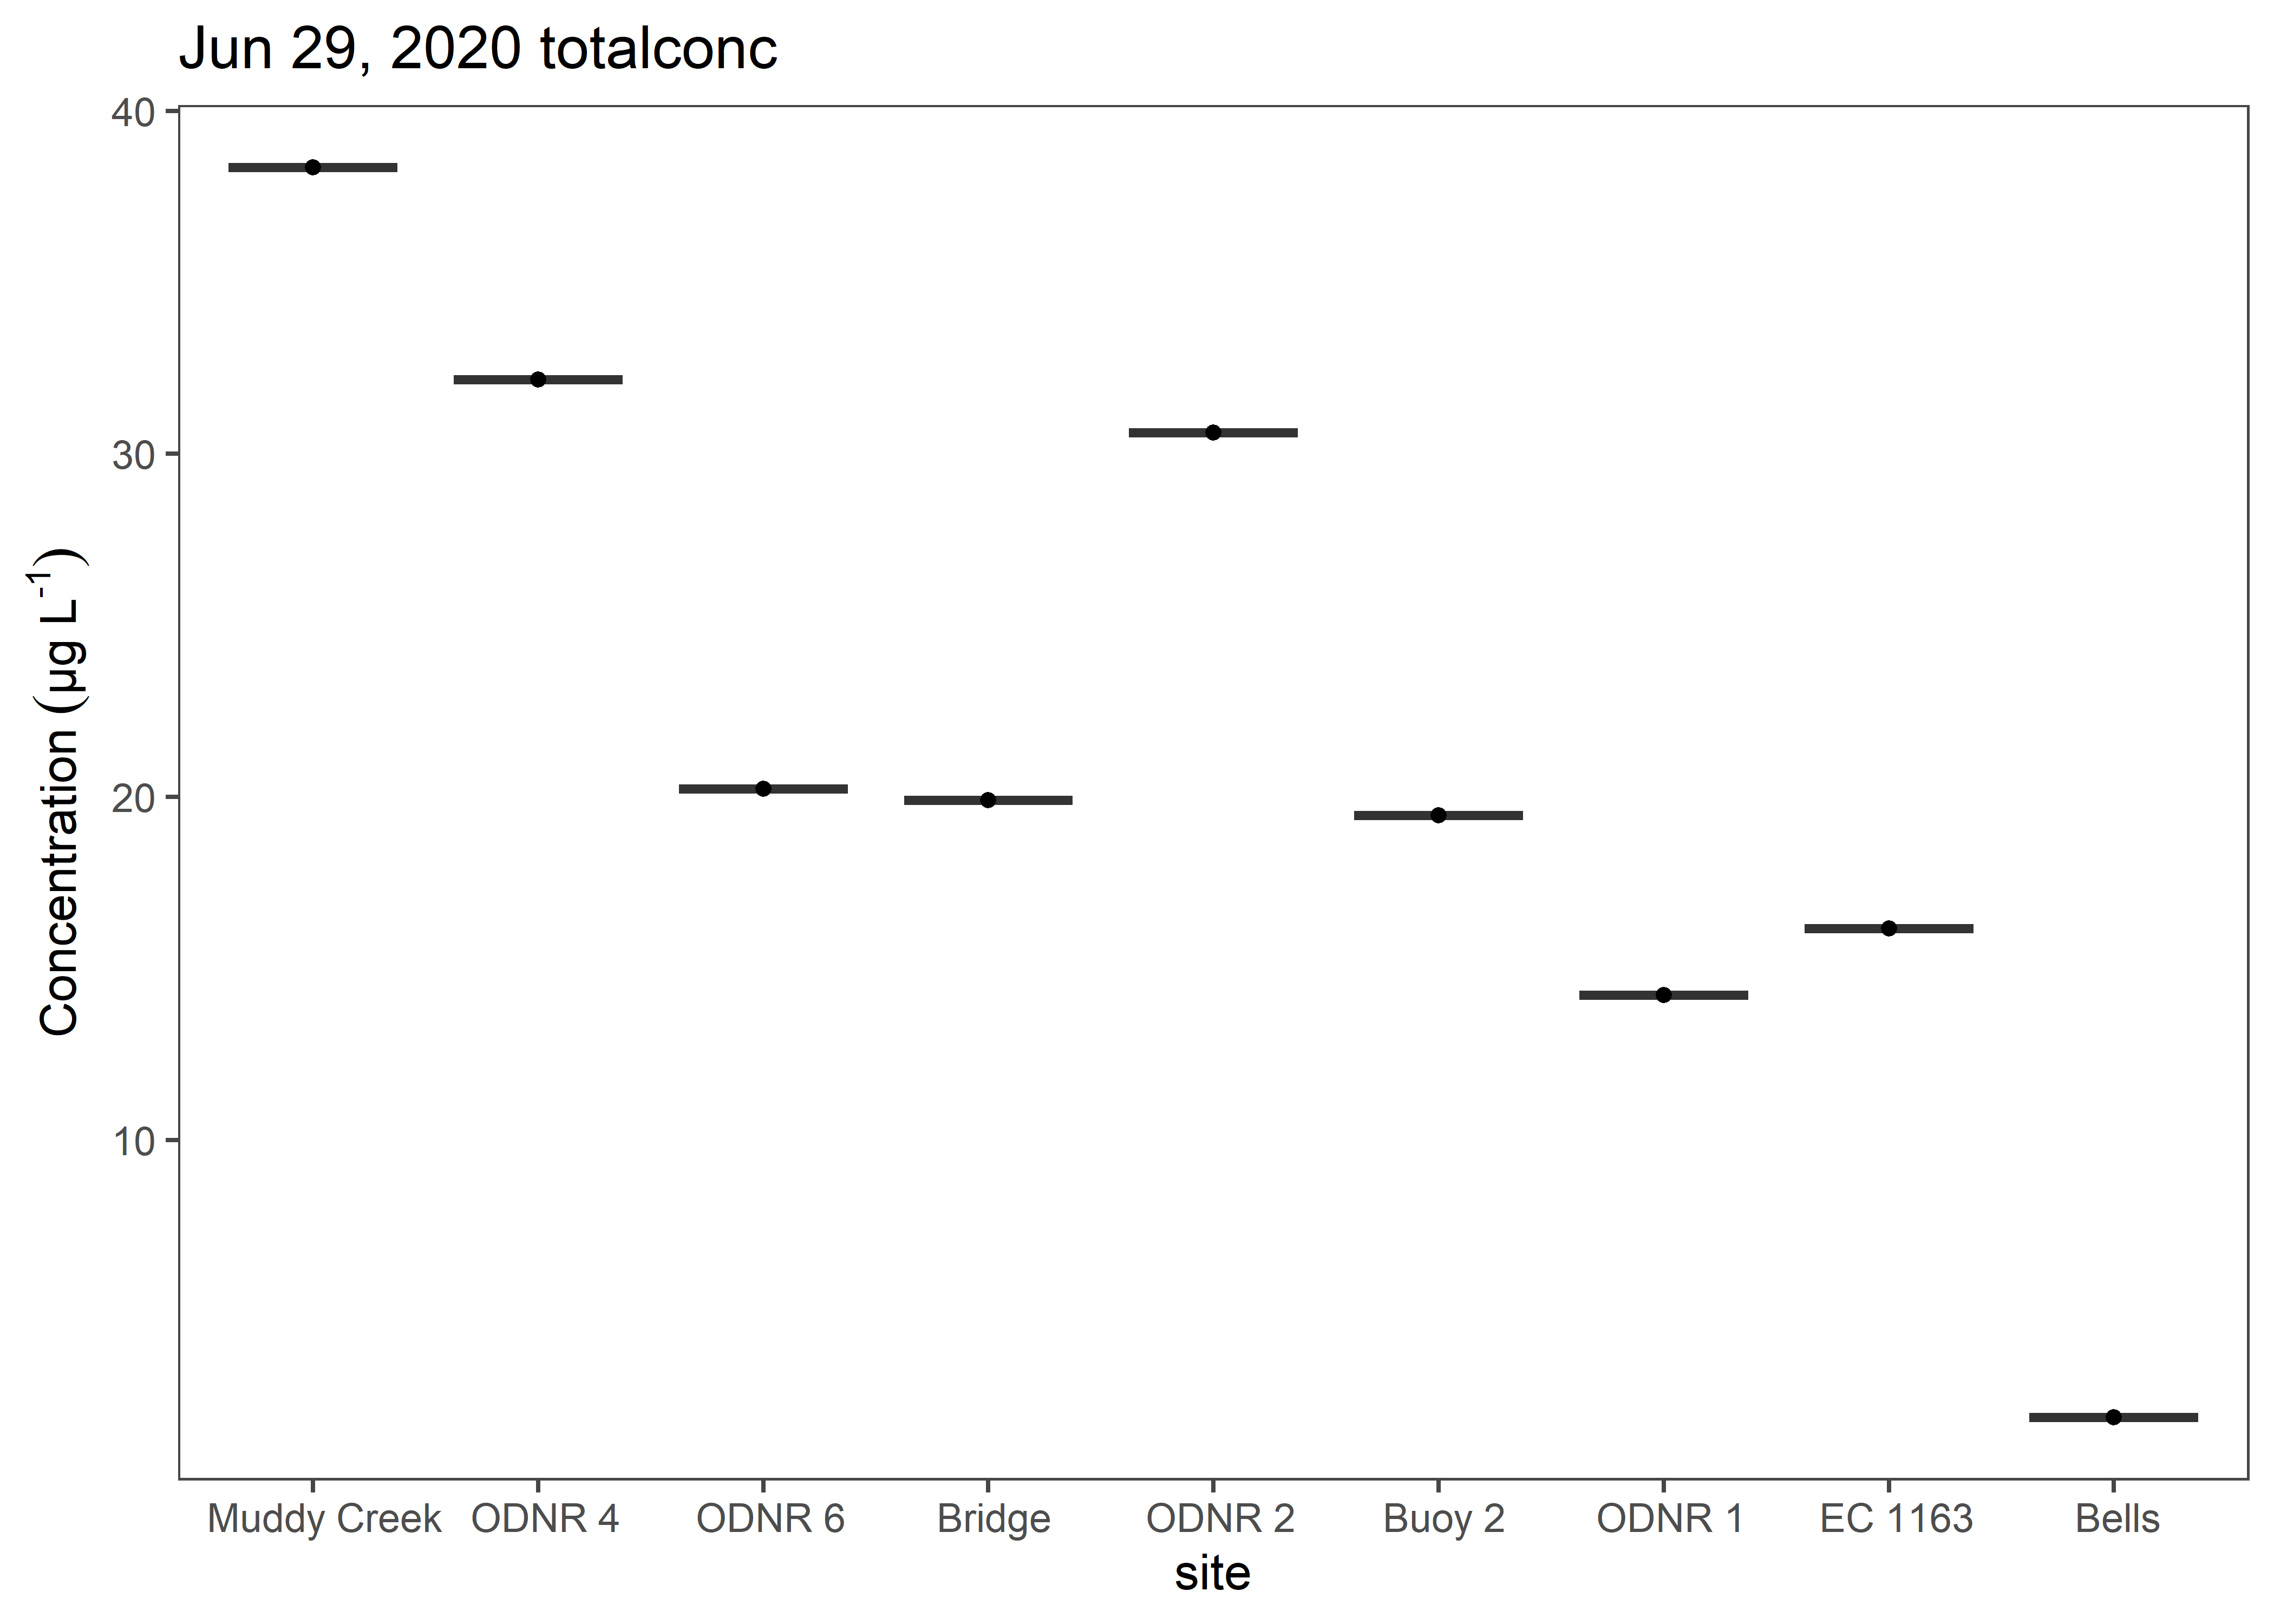 Jun 29, 2020 totalconc
40
30
20
10
Concentration (µg L-1)
Muddy Creek ODNR 4 ODNR 6 Bridge ODNR 2 Buoy 2 ODNR 1 EC 1163 Bells
site